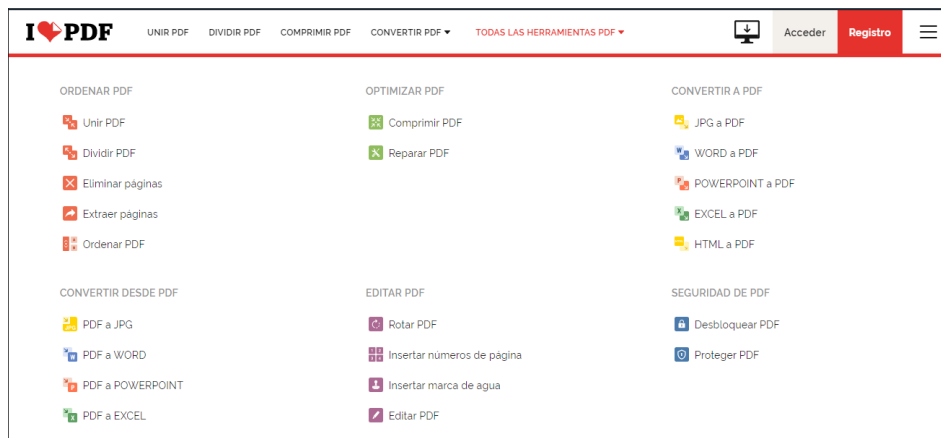 I PDF
UNIR PDF DIVIDIR PDF COMPRIMIR PDF CONVERTIR PDF TODAS LAS HERRAMIENTAS PDF Acceder Registro
ORDENAR PDF
Unir PDF
Dividir PDF
Eliminar páginas
Extraer páginas
Ordenar PDF
OPTIMIZAR PDF
Comprimir PDF
Reparar PDF
CONVERTIR A PDF
JPG a PDF
WORD a PDF
POWERPOINT a PDF
EXCEL a PDF
HTML a PDF
CONVERTIR DESDE PDF
PDF a JPG
PDF a WORD
PDF a POWERPOINT
PDF a EXCEL
EDITAR PDF
Rotar PDF
Insertar números de página
Insertar marca de agua
Editar PDF
SEGURIDAD DE PDF
Desbloquear PDF
Proteger PDF